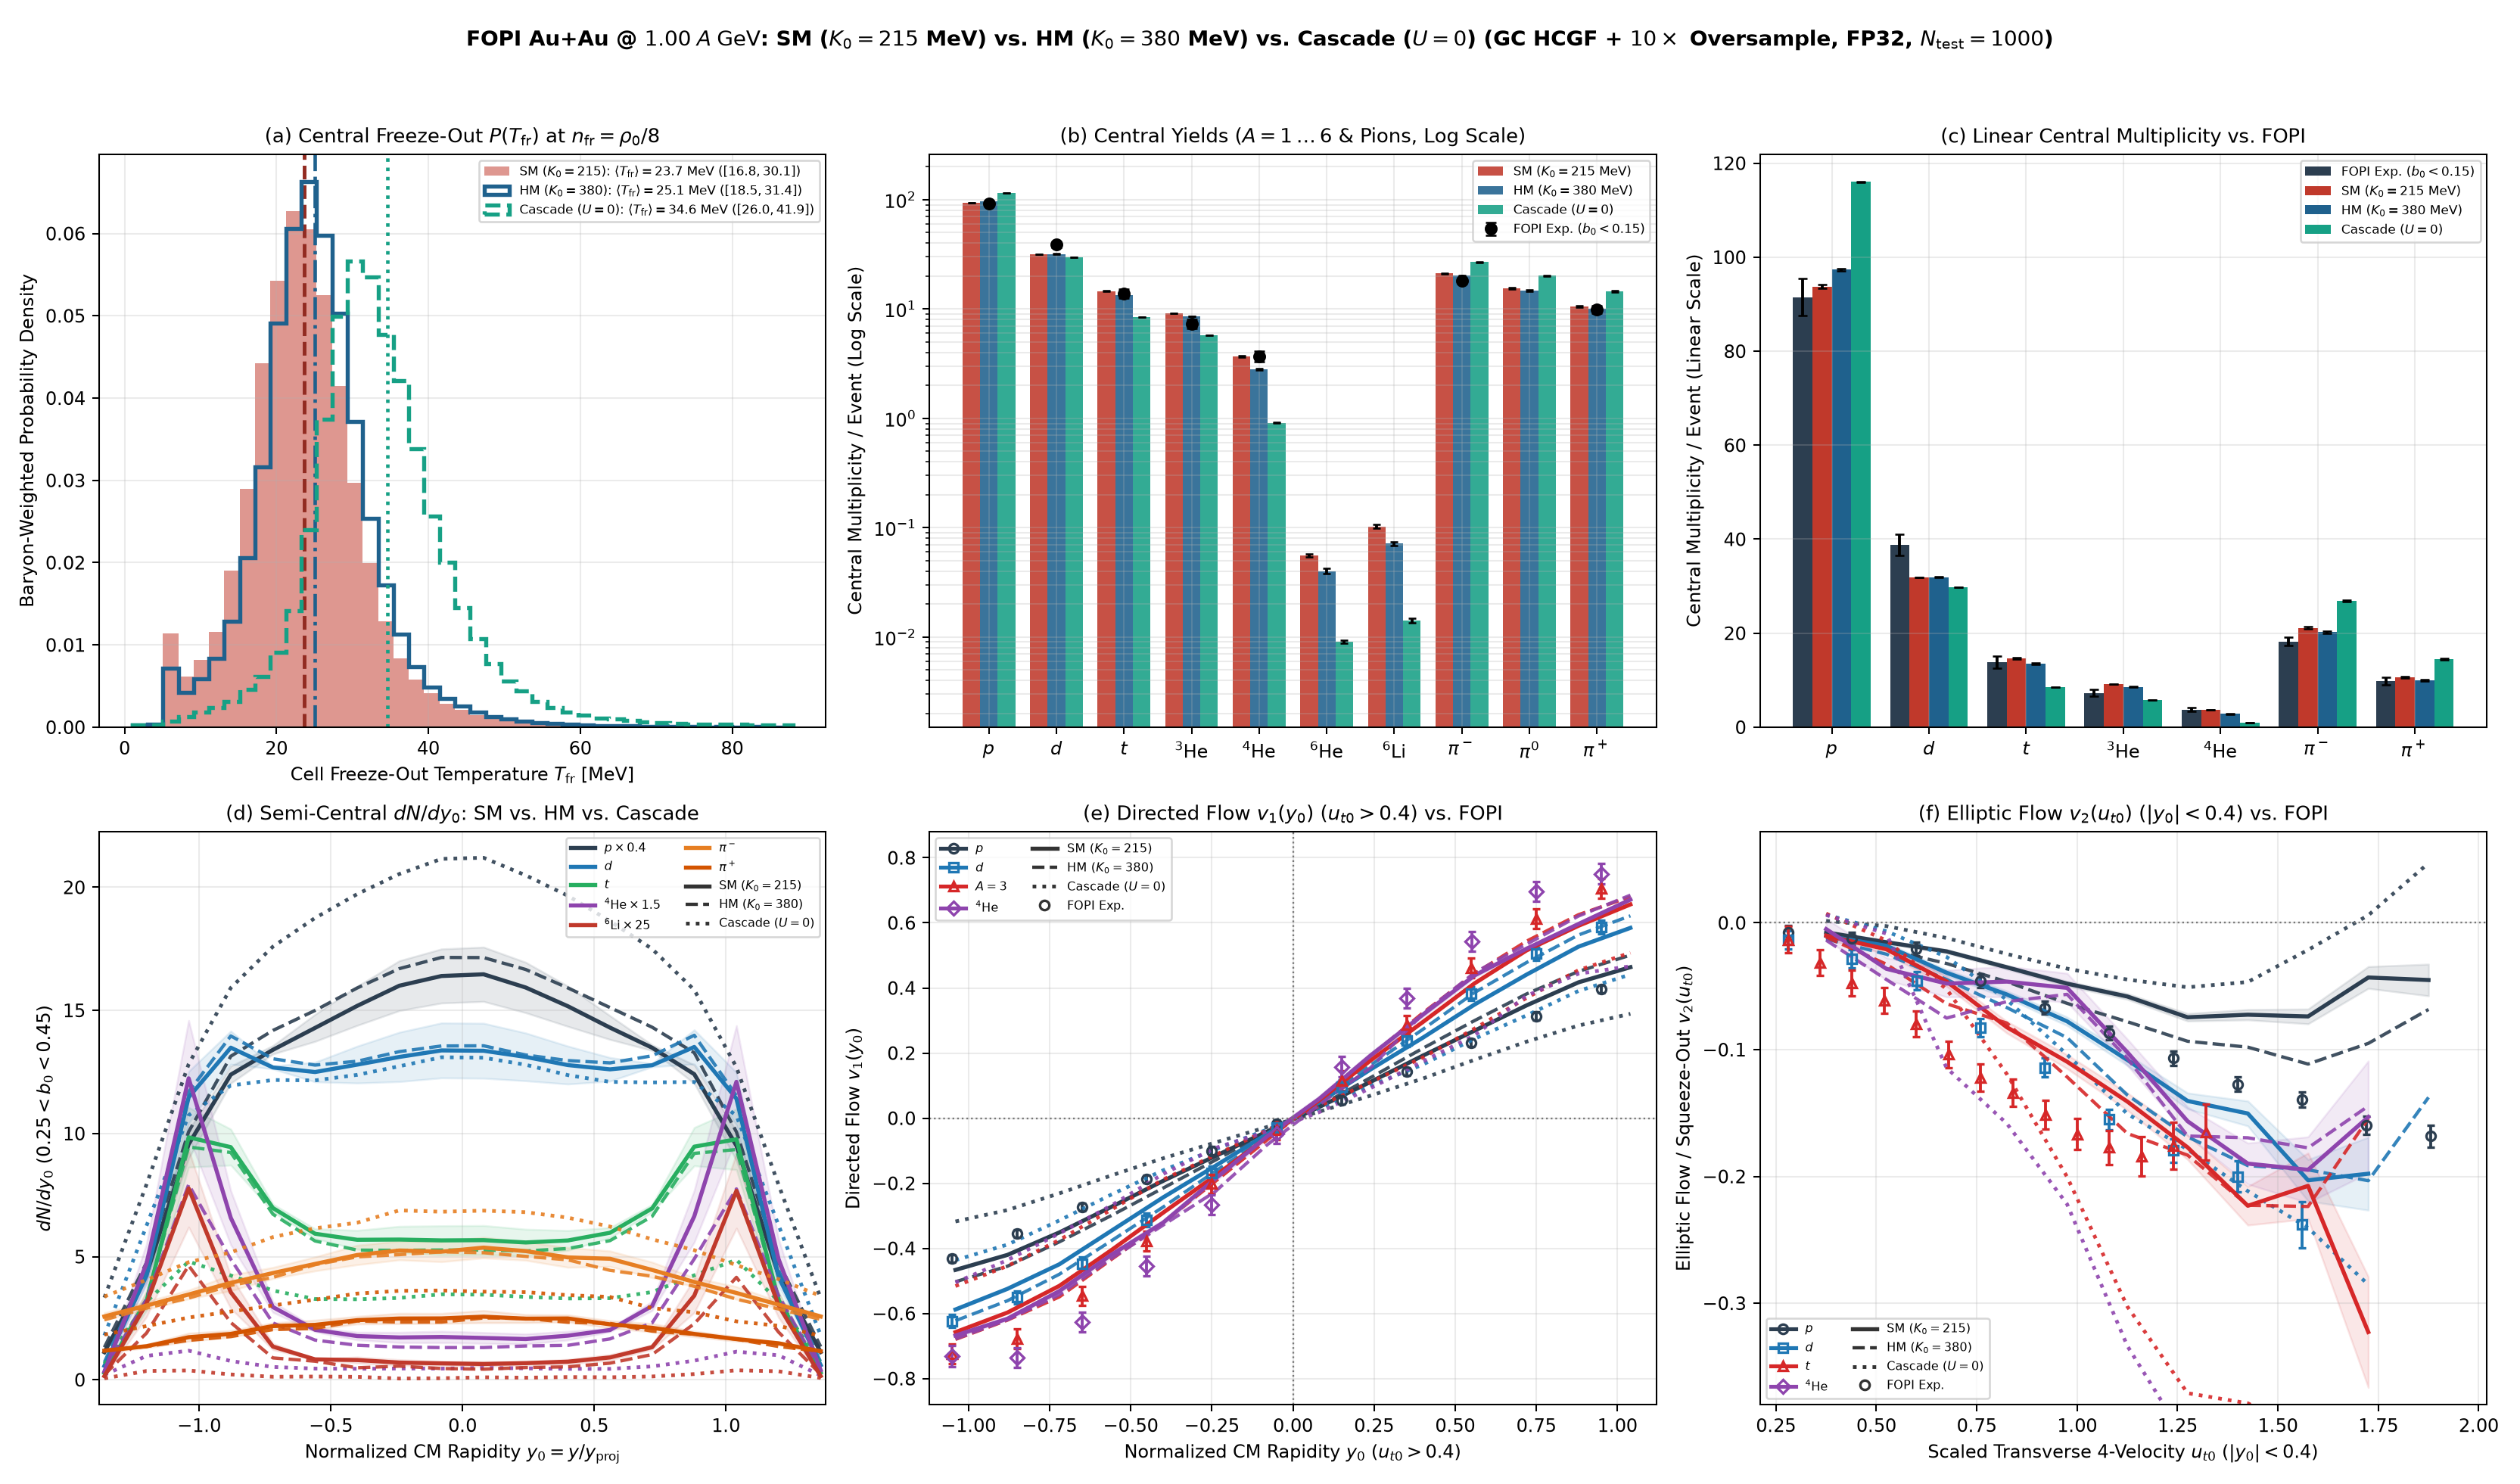 FOPI Au+Au @ 1.00 A GeV: SM (K₀ = 215 MeV) vs. HM (K₀ = 380 MeV) vs. Cascade (U = 0) (GC HCGF + 10× Oversample, FP32, N_test = 1000)
(a) Central Freeze-Out P(T_fr) at n_fr = ρ₀/8
SM (K₀ = 215): ⟨T_fr⟩ = 23.7 MeV ([16.8, 30.1])
HM (K₀ = 380): ⟨T_fr⟩ = 25.1 MeV ([18.5, 31.4])
Cascade (U = 0): ⟨T_fr⟩ = 34.6 MeV ([26.0, 41.9])
Baryon-Weighted Probability Density
0.06
0.05
0.04
0.03
0.02
0.01
0.00
0 20 40 60 80
Cell Freeze-Out Temperature T_fr [MeV]
(b) Central Yields (A = 1 … 6 & Pions, Log Scale)
SM (K₀ = 215 MeV)
HM (K₀ = 380 MeV)
Cascade (U = 0)
FOPI Exp. (b₀ < 0.15)
Central Multiplicity / Event (Log Scale)
10²
10¹
10⁰
10⁻¹
10⁻²
p d t ³He ⁴He ⁶He ⁶Li π⁻ π⁰ π⁺
(c) Linear Central Multiplicity vs. FOPI
FOPI Exp. (b₀ < 0.15)
SM (K₀ = 215 MeV)
HM (K₀ = 380 MeV)
Cascade (U = 0)
Central Multiplicity / Event (Linear Scale)
120
100
80
60
40
20
0
p d t ³He ⁴He π⁻ π⁺
(d) Semi-Central dN/dy₀: SM vs. HM vs. Cascade
p × 0.4
d
t
⁴He × 1.5
⁶Li × 25
π⁻
π⁺
SM (K₀ = 215)
HM (K₀ = 380)
Cascade (U = 0)
dN/dy₀ (0.25 < b₀ < 0.45)
20
15
10
5
0
−1.0 −0.5 0.0 0.5 1.0
Normalized CM Rapidity y₀ = y/y_proj
(e) Directed Flow v₁(y₀) (u_t0 > 0.4) vs. FOPI
p
d
A = 3
⁴He
SM (K₀ = 215)
HM (K₀ = 380)
Cascade (U = 0)
FOPI Exp.
Directed Flow v₁(y₀)
0.8
0.6
0.4
0.2
0.0
−0.2
−0.4
−0.6
−0.8
−1.00 −0.75 −0.50 −0.25 0.00 0.25 0.50 0.75 1.00
Normalized CM Rapidity y₀ (u_t0 > 0.4)
(f) Elliptic Flow v₂(u_t0) (|y₀| < 0.4) vs. FOPI
Elliptic Flow / Squeeze-Out v₂(u_t0)
0.0
−0.1
−0.2
−0.3
p
d
t
⁴He
SM (K₀ = 215)
HM (K₀ = 380)
Cascade (U = 0)
FOPI Exp.
0.25 0.50 0.75 1.00 1.25 1.50 1.75 2.00
Scaled Transverse 4-Velocity u_t0 (|y₀| < 0.4)